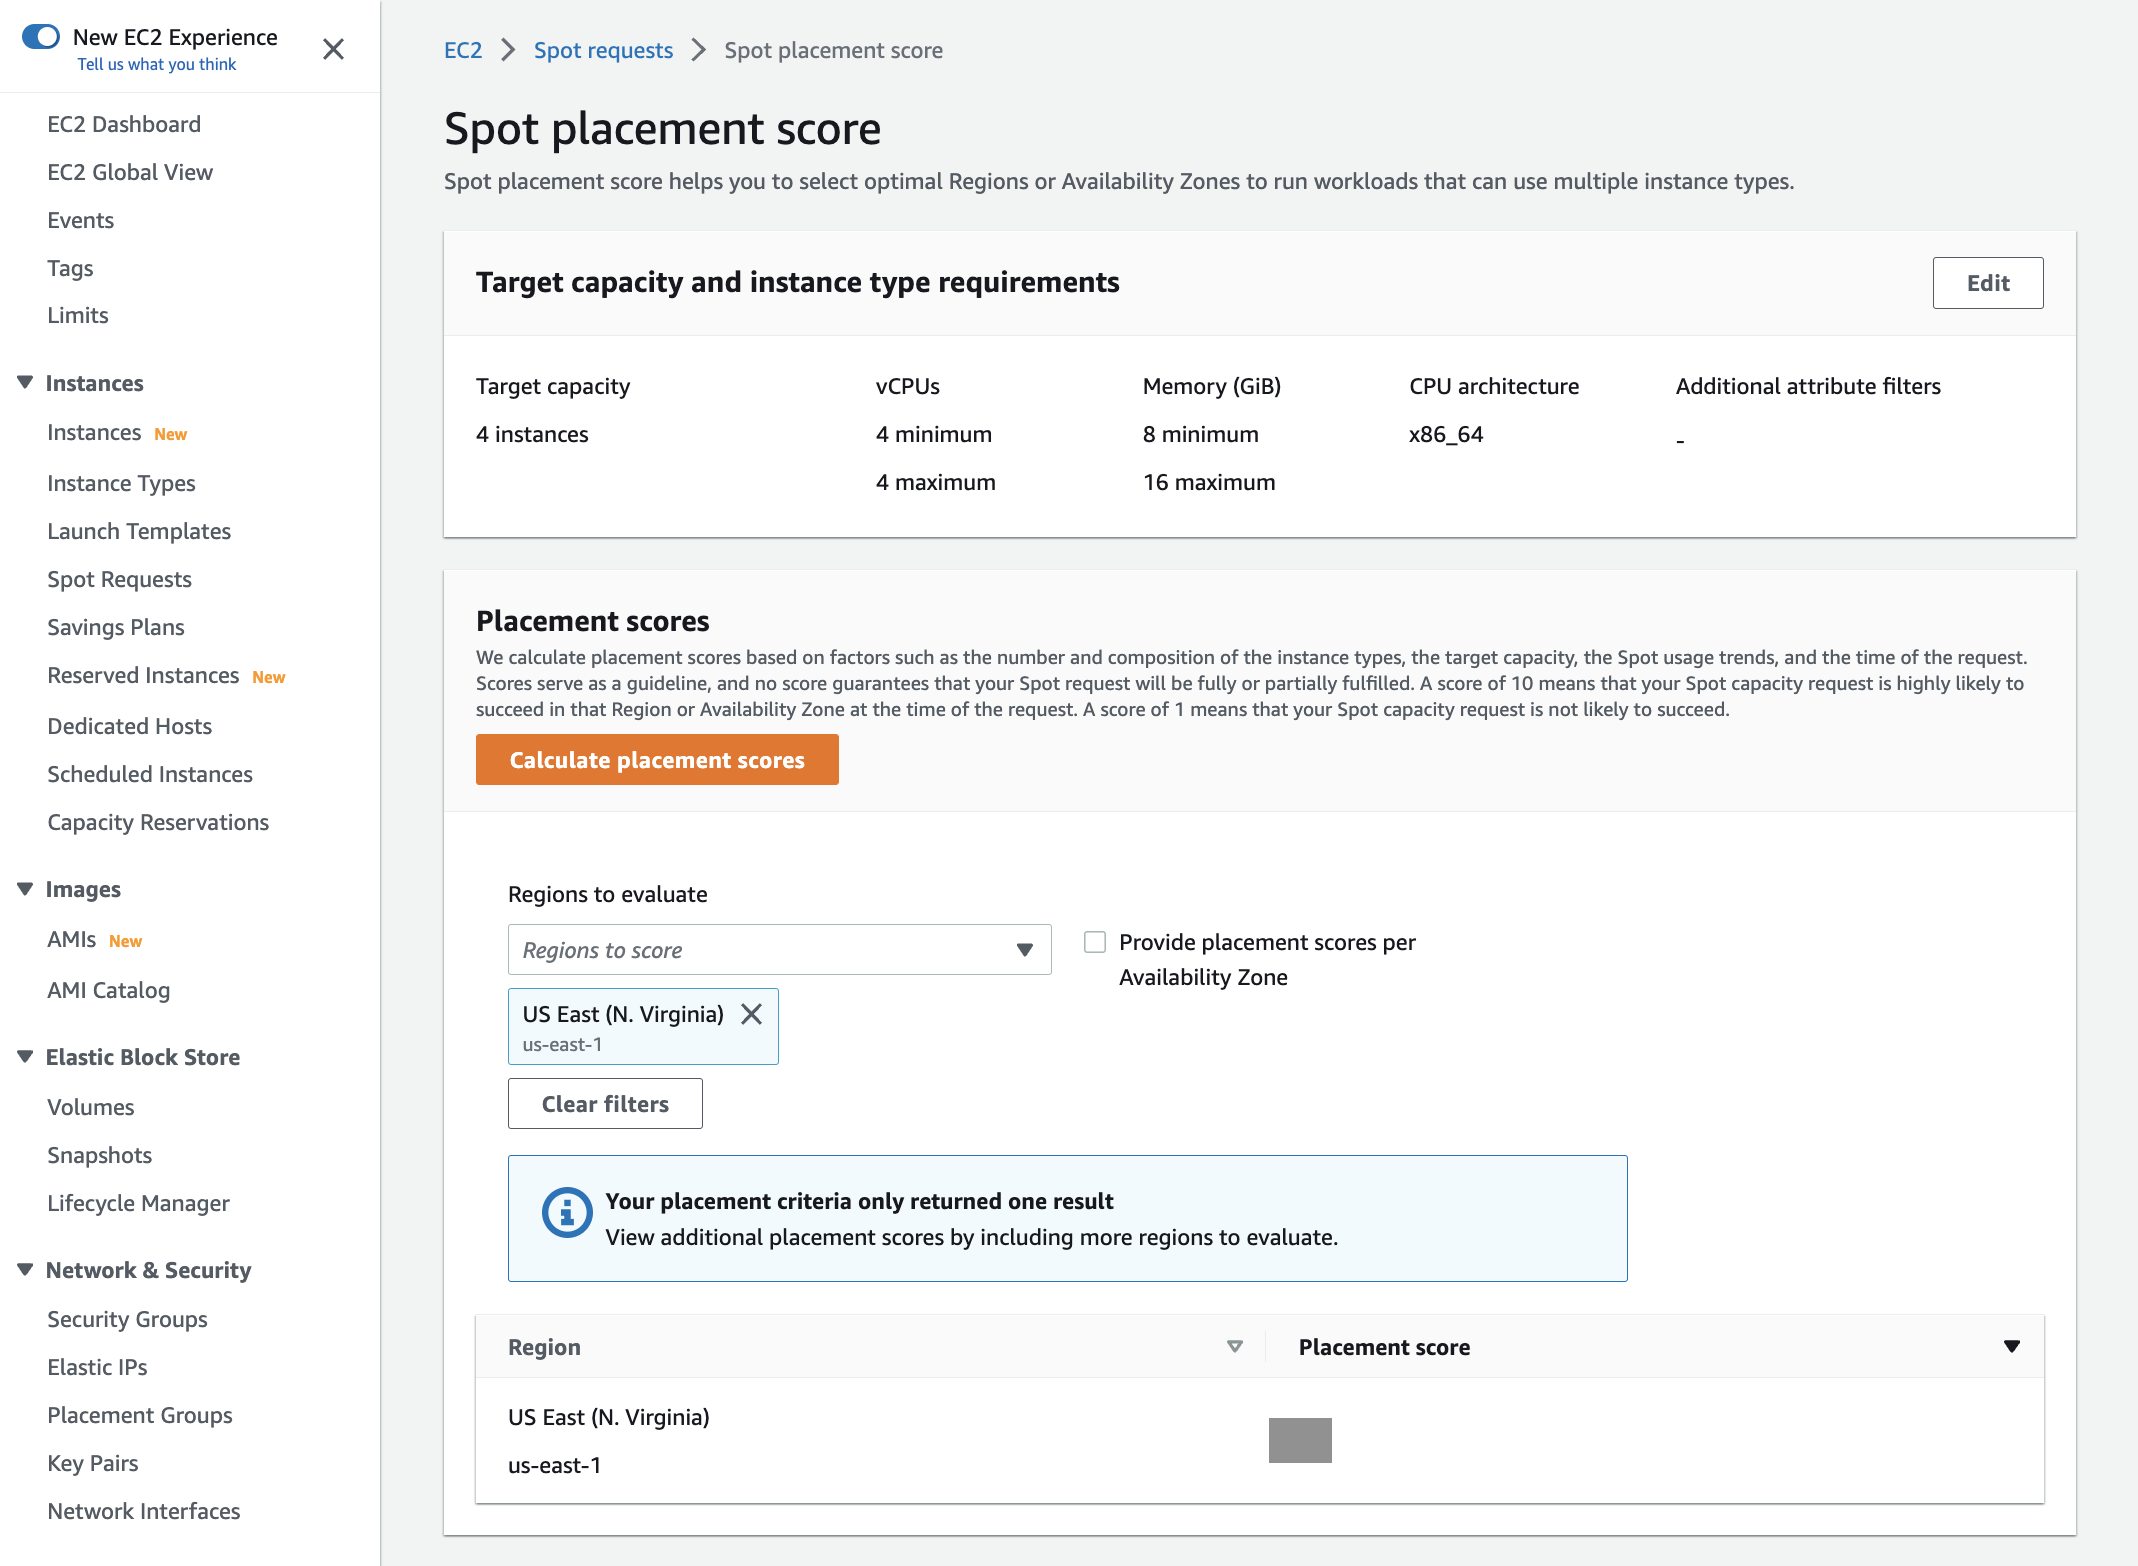 New EC2 Experience
Tell us what you think
EC2 Dashboard
EC2 Global View
Events
Tags
Limits
Instances
Instances New
Instance Types
Launch Templates
Spot Requests
Savings Plans
Reserved Instances New
Dedicated Hosts
Scheduled Instances
Capacity Reservations
Images
AMIs New
AMI Catalog
Elastic Block Store
Volumes
Snapshots
Lifecycle Manager
Network & Security
Security Groups
Elastic IPs
Placement Groups
Key Pairs
Network Interfaces
EC2 > Spot requests > Spot placement score
Spot placement score
Spot placement score helps you to select optimal Regions or Availability Zones to run workloads that can use multiple instance types.
Target capacity and instance type requirements
Edit
Target capacity vCPUs Memory (GiB) CPU architecture Additional attribute filters
4 instances 4 minimum 8 minimum x86_64 -
4 maximum 16 maximum
Placement scores
We calculate placement scores based on factors such as the number and composition of the instance types, the target capacity, the Spot usage trends, and the time of the request.
Scores serve as a guideline, and no score guarantees that your Spot request will be fully or partially fulfilled. A score of 10 means that your Spot capacity request is highly likely to
succeed in that Region or Availability Zone at the time of the request. A score of 1 means that your Spot capacity request is not likely to succeed.
Calculate placement scores
Regions to evaluate
Regions to score
Provide placement scores per
Availability Zone
US East (N. Virginia)
us-east-1
Clear filters
Your placement criteria only returned one result
View additional placement scores by including more regions to evaluate.
Region Placement score
US East (N. Virginia)
us-east-1